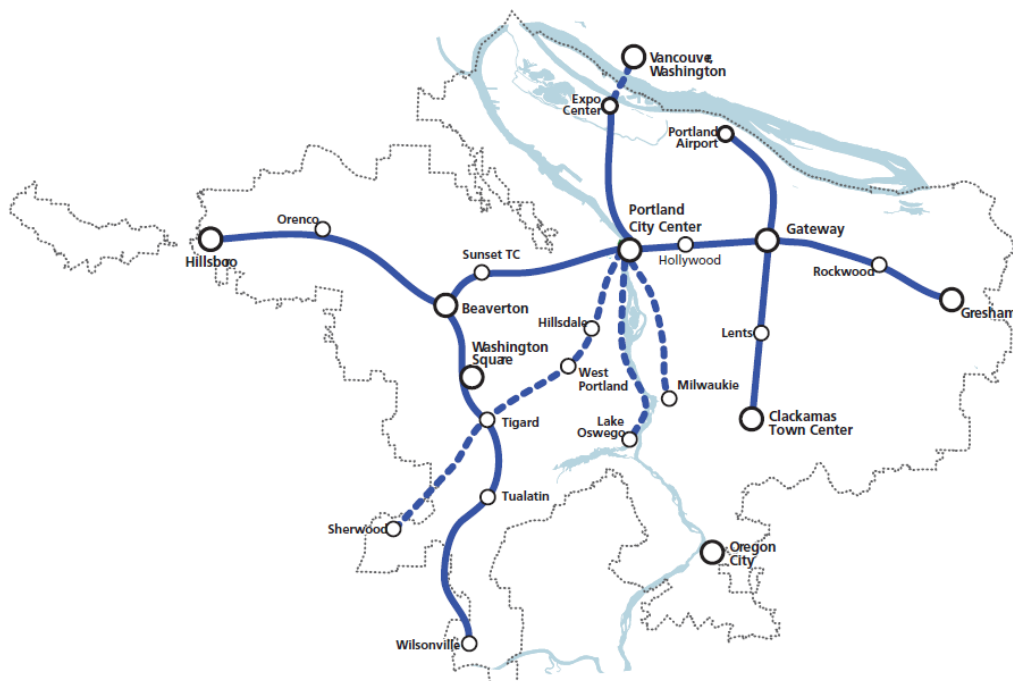 Vancouve,r
Washington
Expo
Center
Portland
Airport
Portland
City Center
Orenco
Gateway
Hillsboro
Sunset TC
Hollywood
Rockwood
Beaverton
Gresham
Hillsdale
Lents
Washington
Square
West
Portland
Milwaukie
Tigard
Lake
Oswego
Clackamas
Town Center
Tualatin
Sherwood
Oregon
City
Wilsonville